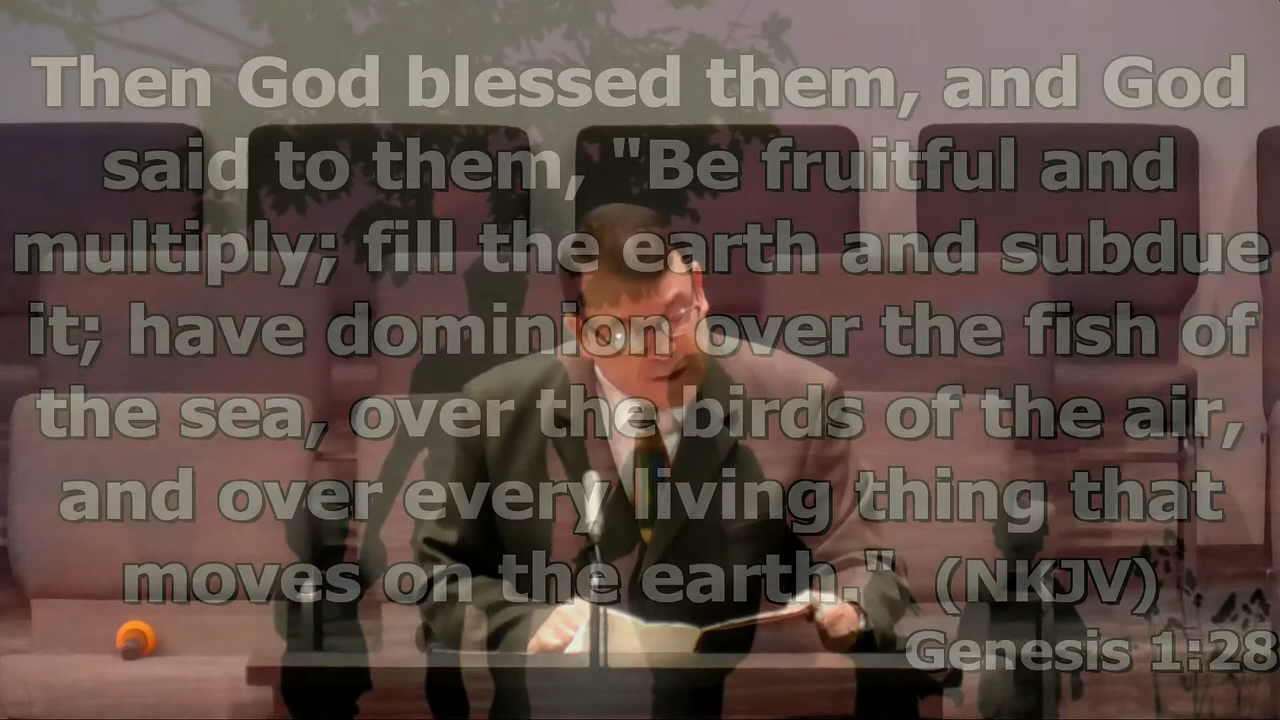 Then God blessed them, and God
said to them, "Be fruitful and
multiply; fill the earth and subdue
it; have dominion over the fish of
the sea, over the birds of the air,
and over every living thing that
moves on the earth." (NKJV)
Genesis 1:28